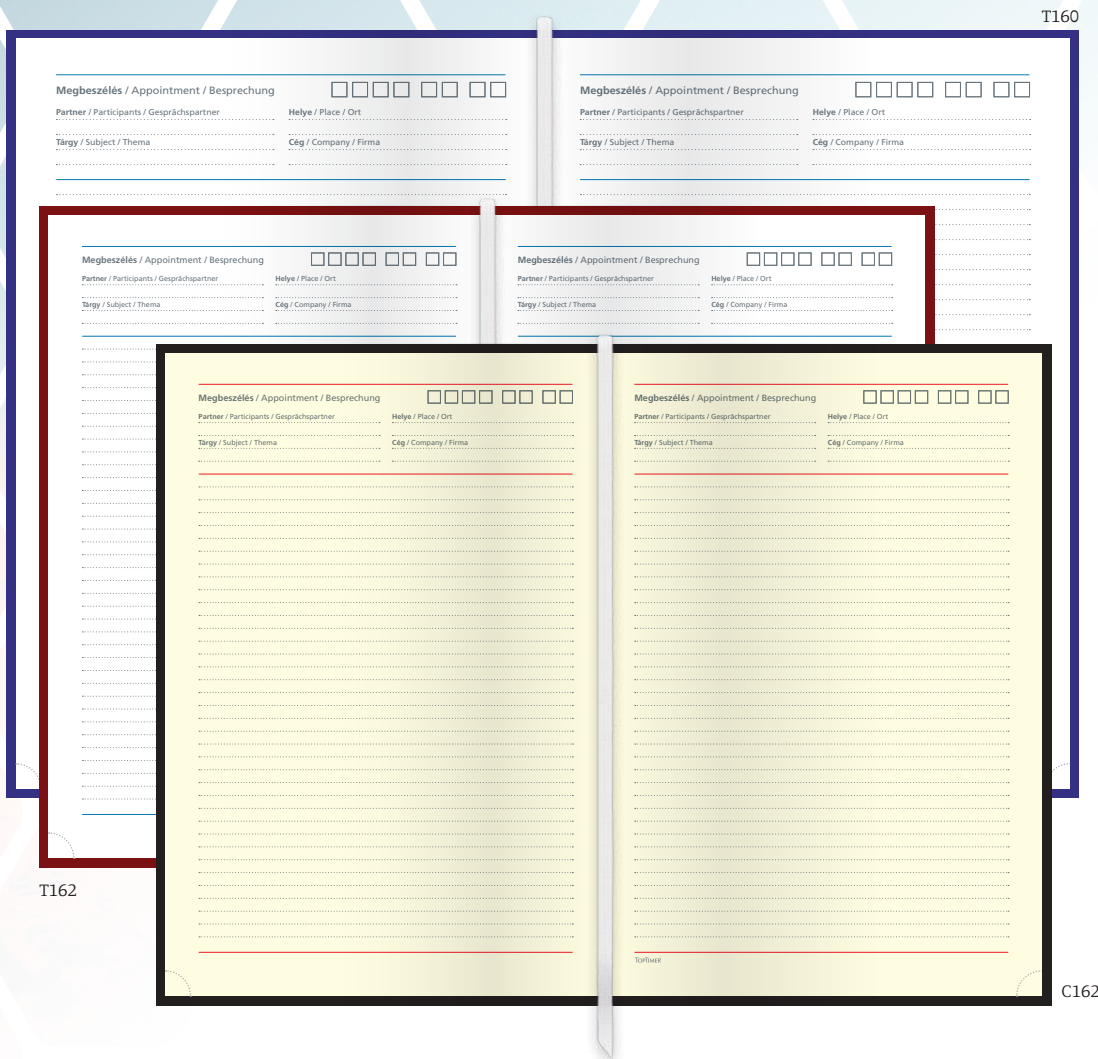 T160
Megbeszélés / Appointment / Besprechung
Partner / Participants / Gesprächspartner
Helye / Place / Ort
Tárgy / Subject / Thema
Cég / Company / Firma
Megbeszélés / Appointment / Besprechung
Partner / Participants / Gesprächspartner
Helye / Place / Ort
Tárgy / Subject / Thema
Cég / Company / Firma
Megbeszélés / Appointment / Besprechung
Partner / Participants / Gesprächspartner
Helye / Place / Ort
Tárgy / Subject / Thema
Cég / Company / Firma
Megbeszélés / Appointment / Besprechung
Partner / Participants / Gesprächspartner
Helye / Place / Ort
Tárgy / Subject / Thema
Cég / Company / Firma
Megbeszélés / Appointment / Besprechung
Partner / Participants / Gesprächspartner
Helye / Place / Ort
Tárgy / Subject / Thema
Cég / Company / Firma
Megbeszélés / Appointment / Besprechung
Partner / Participants / Gesprächspartner
Helye / Place / Ort
Tárgy / Subject / Thema
Cég / Company / Firma
TOPTIMER
T162
C162